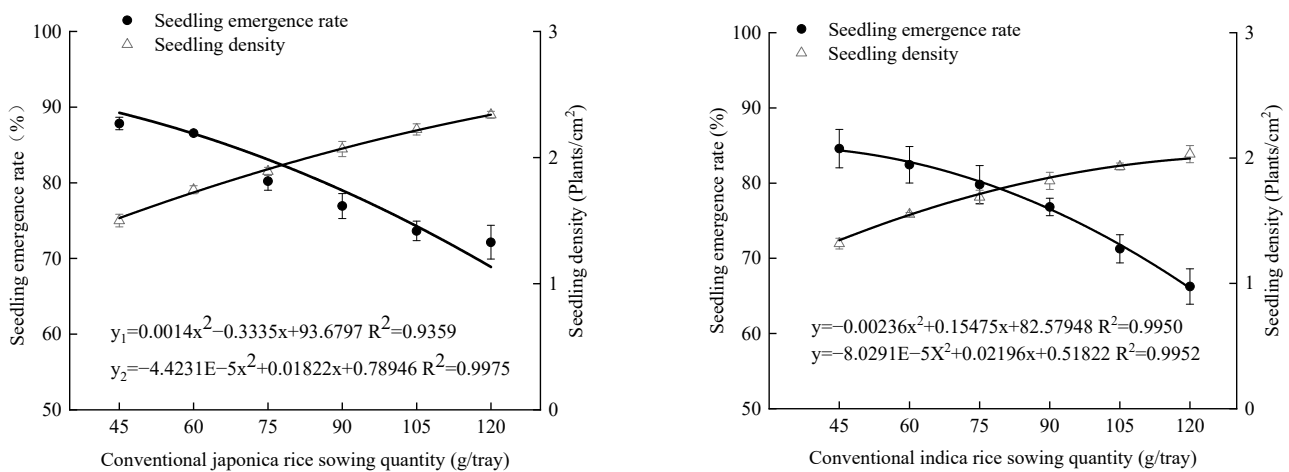 Seedling emergence rate
Seedling density
100
90
80
70
60
50
3
2
1
0
Seedling emergence rate (%)
Seedling density (Plants/cm²)
y₁=0.0014x²−0.3335x+93.6797 R²=0.9359
y₂=−4.4231E−5x²+0.01822x+0.78946 R²=0.9975
45 60 75 90 105 120
Conventional japonica rice sowing quantity (g/tray)
Seedling emergence rate
Seedling density
100
90
80
70
60
50
3
2
1
0
Seedling emergence rate (%)
Seedling density (Plants/cm²)
y=−0.00236x²+0.15475x+82.57948 R²=0.9950
y=−8.0291E−5X²+0.02196x+0.51822 R²=0.9952
45 60 75 90 105 120
Conventional indica rice sowing quantity (g/tray)